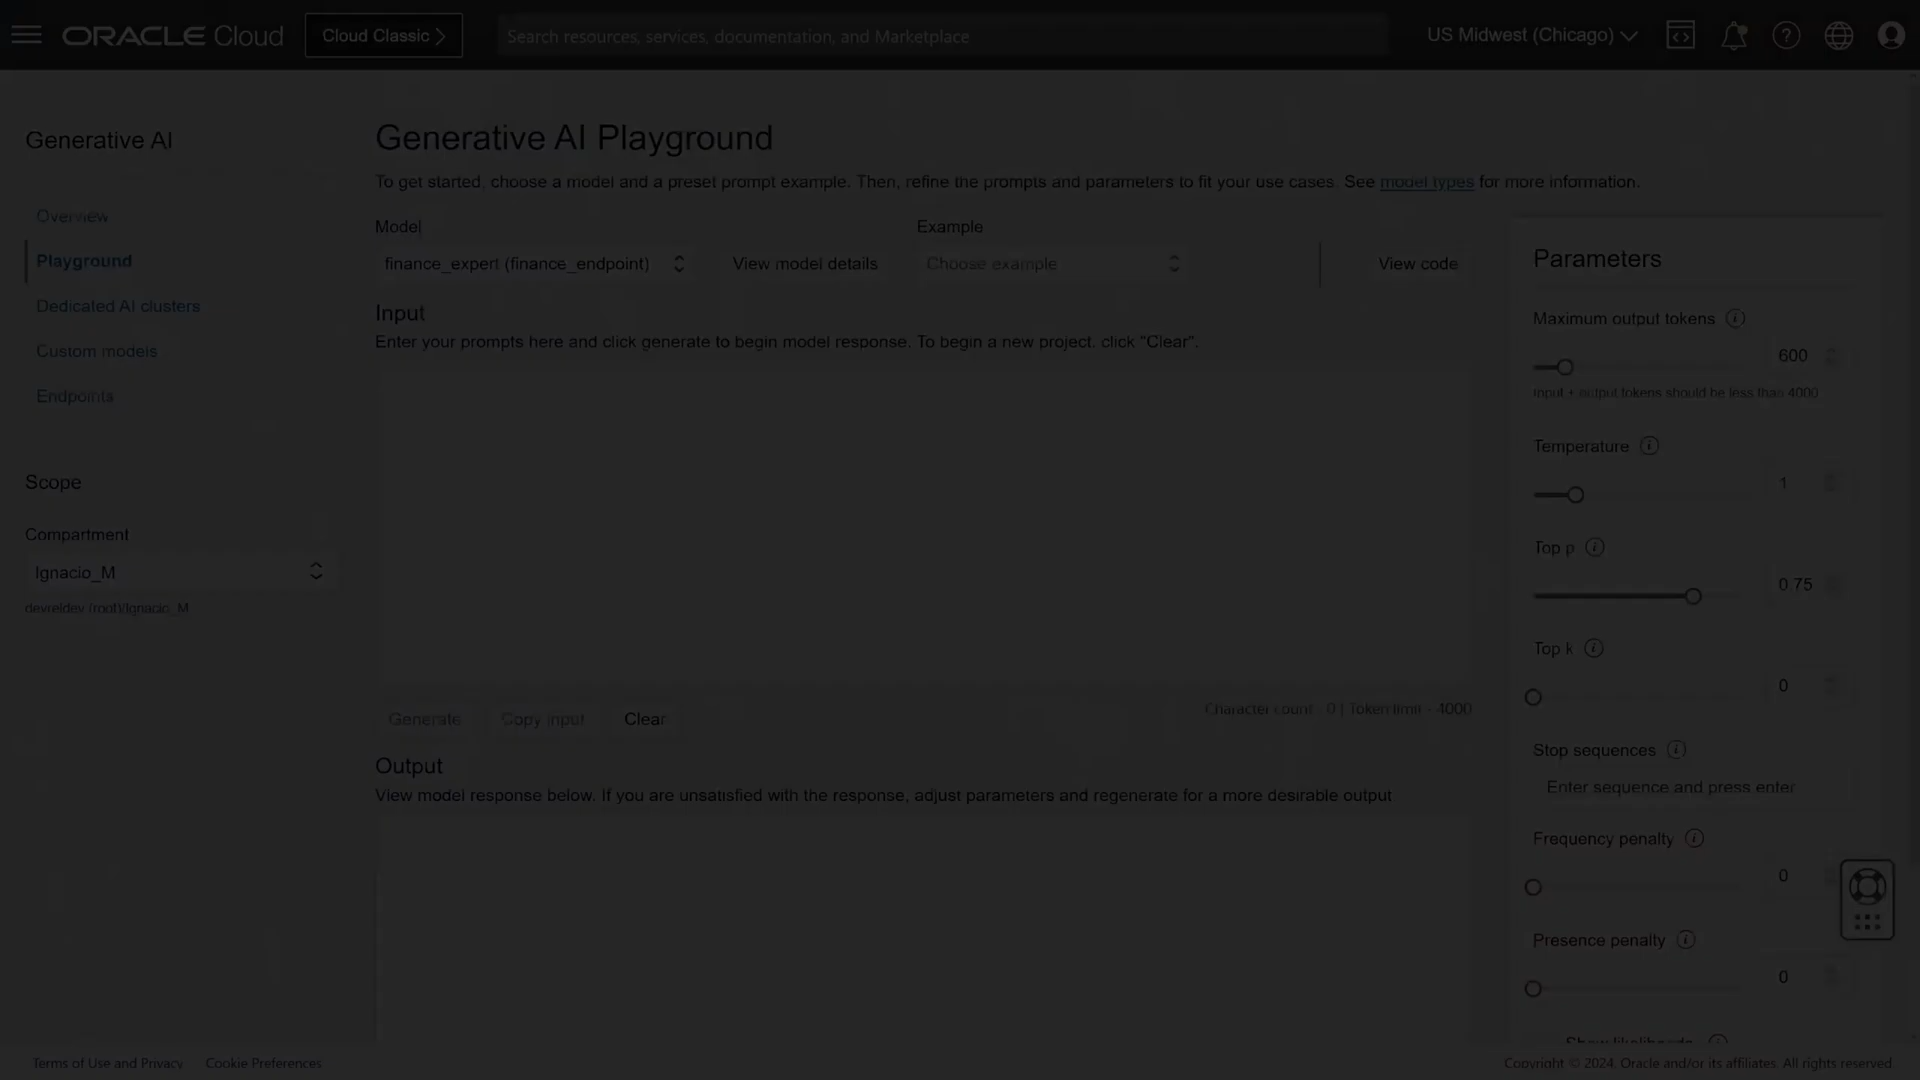 ORACLE Cloud
Cloud Classic
Search resources, services, documentation, and Marketplace
US Midwest (Chicago)
Generative AI
Overview
Playground
Dedicated AI clusters
Custom models
Endpoints
Scope
Compartment
Ignacio_M
devreldev (root)/Ignacio_M
Generative AI Playground
To get started, choose a model and a preset prompt example. Then, refine the prompts and parameters to fit your use cases. See model types for more information.
Model
finance_expert (finance_endpoint)
View model details
Example
Choose example
View code
Input
Enter your prompts here and click generate to begin model response. To begin a new project, click "Clear".
Generate
Copy input
Clear
Character count - 0 | Token limit - 4000
Output
View model response below. If you are unsatisfied with the response, adjust parameters and regenerate for a more desirable output
Parameters
Maximum output tokens
600
Input + output tokens should be less than 4000
Temperature
1
Top p
0.75
Top k
0
Stop sequences
Enter sequence and press enter
Frequency penalty
0
Presence penalty
0
Show likelihoods
Terms of Use and Privacy
Cookie Preferences
Copyright © 2024, Oracle and/or its affiliates. All rights reserved.